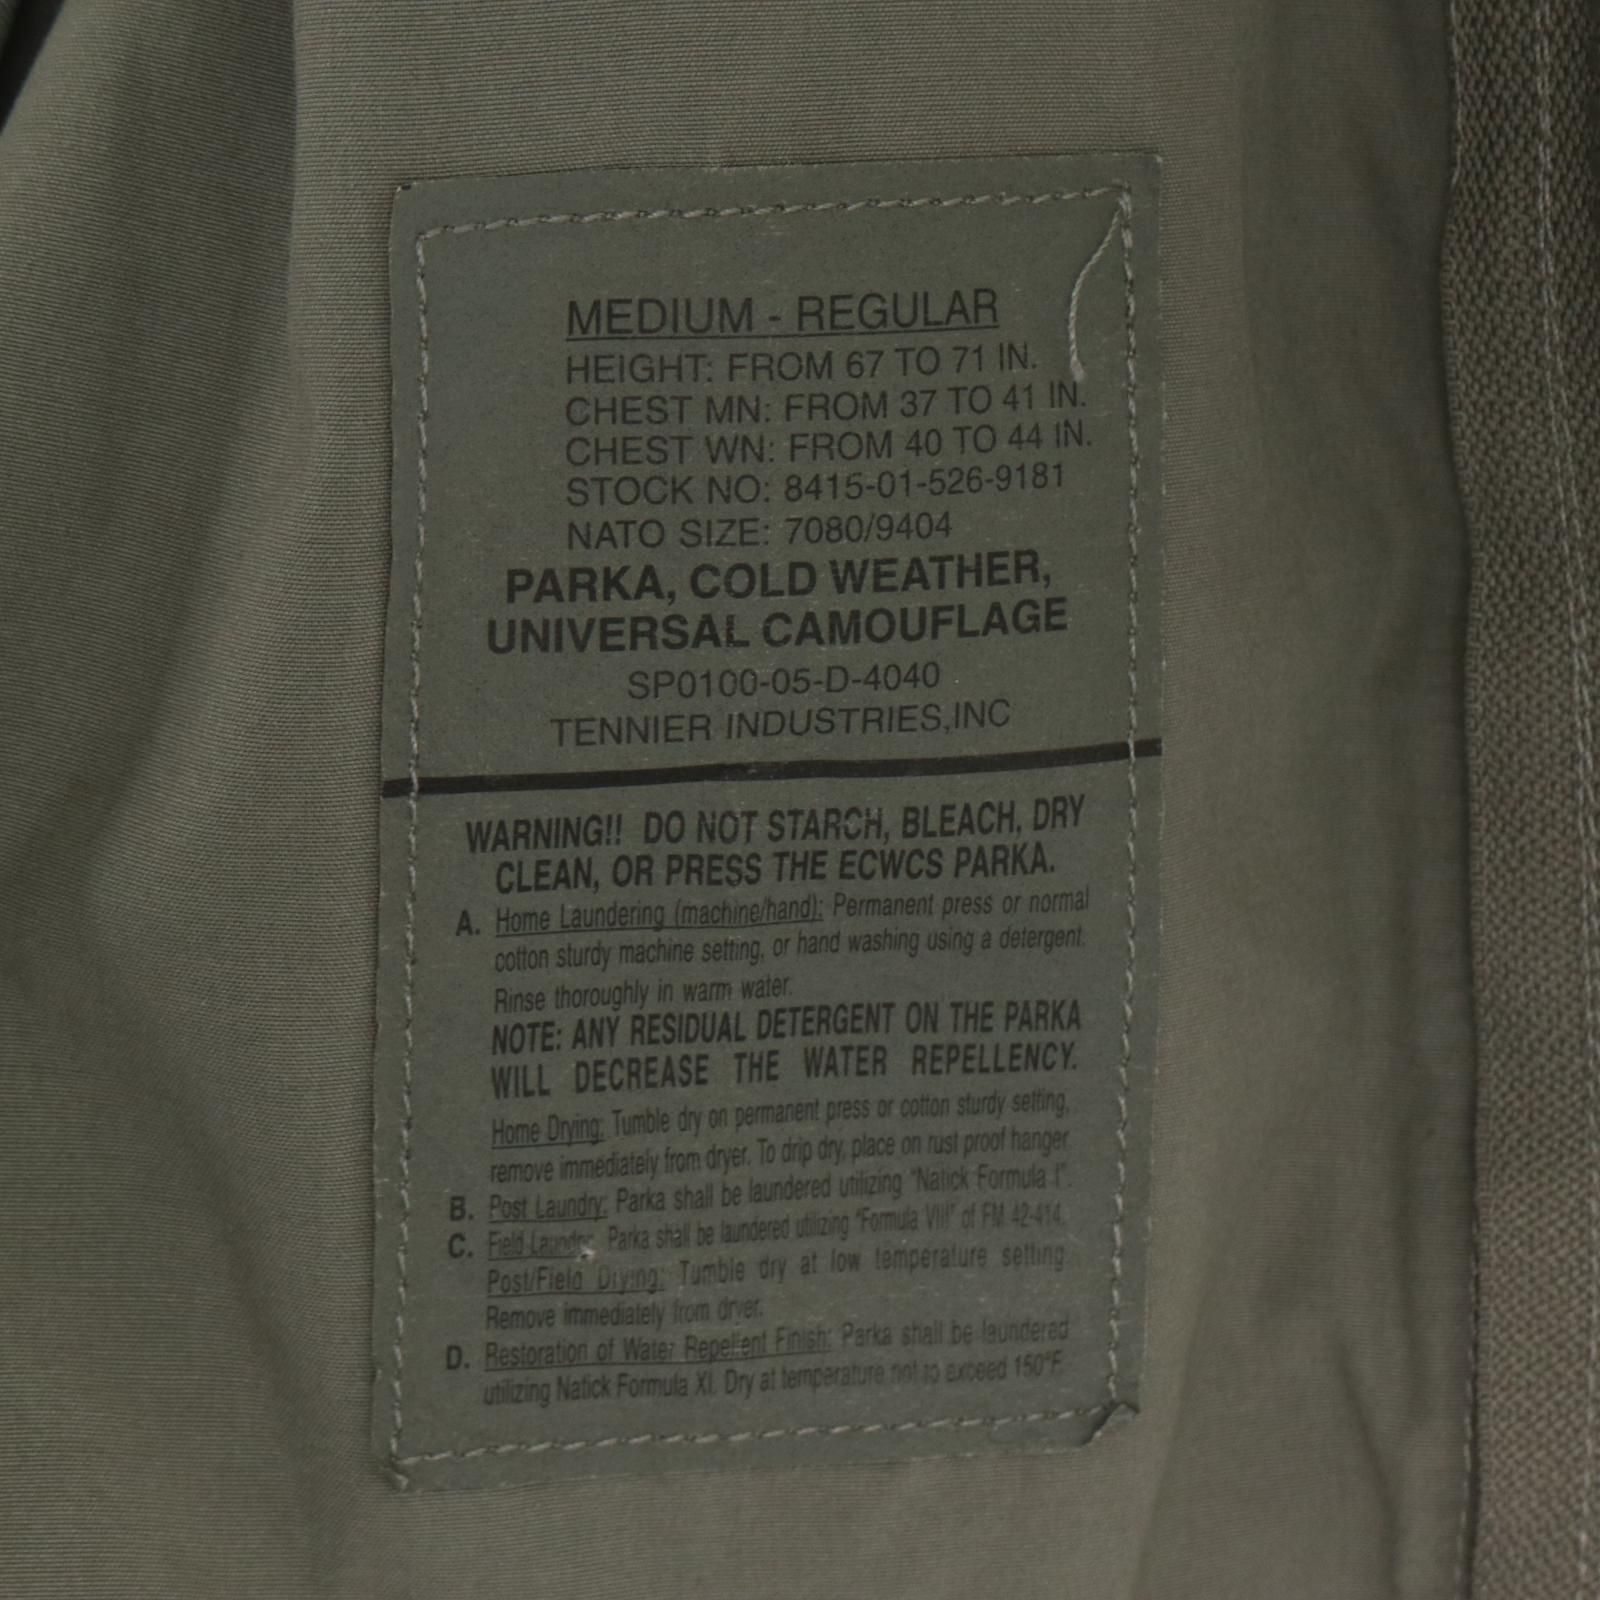 MEDIUM - REGULAR
HEIGHT: FROM 67 TO 71 IN.
CHEST MN: FROM 37 TO 41 IN.
CHEST WN: FROM 40 TO 44 IN.
STOCK NO: 8415-01-526-9181
NATO SIZE: 7080/9404
PARKA, COLD WEATHER,
UNIVERSAL CAMOUFLAGE
SP0100-05-D-4040
TENNIER INDUSTRIES,INC
WARNING!! DO NOT STARCH, BLEACH, DRY
CLEAN, OR PRESS THE ECWCS PARKA.
A. Home Laundering (machine/hand): Permanent press or normal
cotton sturdy machine setting, or hand washing using a detergent.
Rinse thoroughly in warm water.
NOTE: ANY RESIDUAL DETERGENT ON THE PARKA
WILL DECREASE THE WATER REPELLENCY.
Home Drying: Tumble dry on permanent press or cotton sturdy setting,
remove immediately from dryer. To drip dry, place on rust proof hanger
B. Post Laundry: Parka shall be laundered utilizing "Natick Formula I".
C. Field Laundry: Parka shall be laundered utilizing "Formula VIII" of FM 42-414.
Post/Field Drying: Tumble dry at low temperature setting
Remove immediately from dryer.
D. Restoration of Water Repellent Finish: Parka shall be laundered
utilizing Natick Formula XI. Dry at temperature not to exceed 150°F.